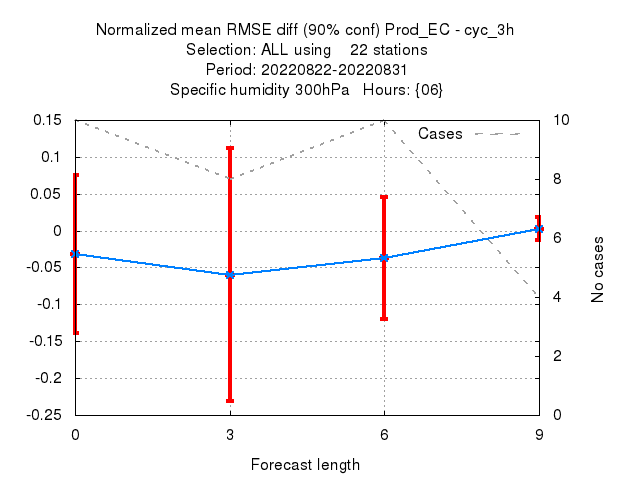 Normalized mean RMSE diff (90% conf) Prod_EC - cyc_3h
Selection: ALL using    22 stations
Period: 20220822-20220831
Specific humidity 300hPa   Hours: {06}
0.15
0.1
0.05
0
-0.05
-0.1
-0.15
-0.2
-0.25
Cases
10
8
6
4
2
0
No cases
0
3
6
9
Forecast length